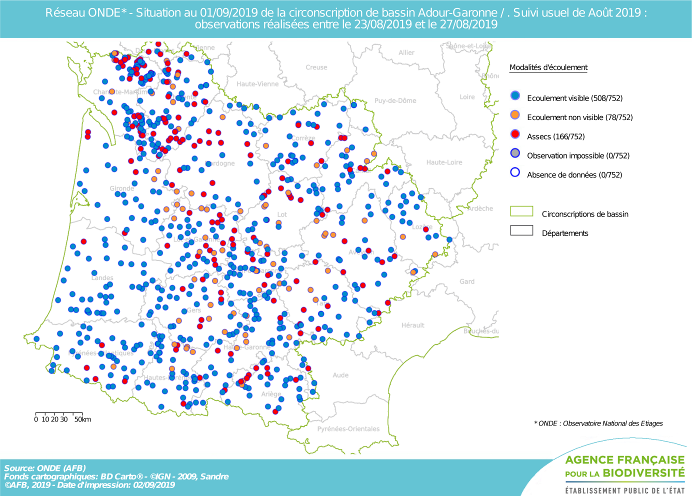 Réseau ONDE* - Situation au 01/09/2019 de la circonscription de bassin Adour-Garonne / . Suivi usuel de Août 2019 :
observations réalisées entre le 23/08/2019 et le 27/08/2019
Creuse
Allier
Haute-Vienne
Puy-de-Dôme
Loire
Haute-Loire
Ardèche
Gironde
Lot
Landes
Gard
Hérault
Aude
Ariège
Pyrénées-Orientales
Modalités d'écoulement
Ecoulement visible (508/752)
Ecoulement non visible (78/752)
Assecs (166/752)
Observation impossible (0/752)
Absence de données (0/752)
Circonscriptions de bassin
Départements
0 10 20 30 50km
* ONDE : Observatoire National des Etiages
Source: ONDE (AFB)
Fonds cartographiques: BD Carto® - ©IGN - 2009, Sandre
©AFB, 2019 - Date d'impression: 02/09/2019
AGENCE FRANÇAISE
POUR LA BIODIVERSITÉ
ÉTABLISSEMENT PUBLIC DE L'ÉTAT